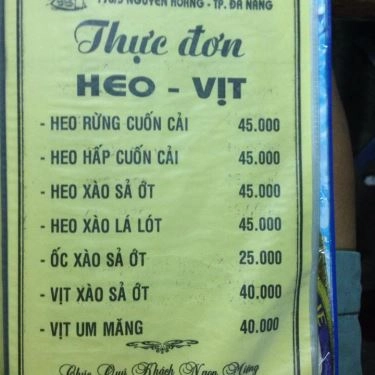 NGUYỄN HOÀNG - TP. ĐÀ NẴNG
Thực đơn
HEO - VỊT
- HEO RỪNG CUỐN CẢI 45.000
- HEO HẤP CUỐN CẢI 45.000
- HEO XÀO SẢ ỚT 45.000
- HEO XÀO LÁ LÓT 45.000
- ỐC XÀO SẢ ỚT 25.000
- VỊT XÀO SẢ ỚT 40.000
- VỊT UM MĂNG 40.000
Chúc Quý Khách Ngon Miệng